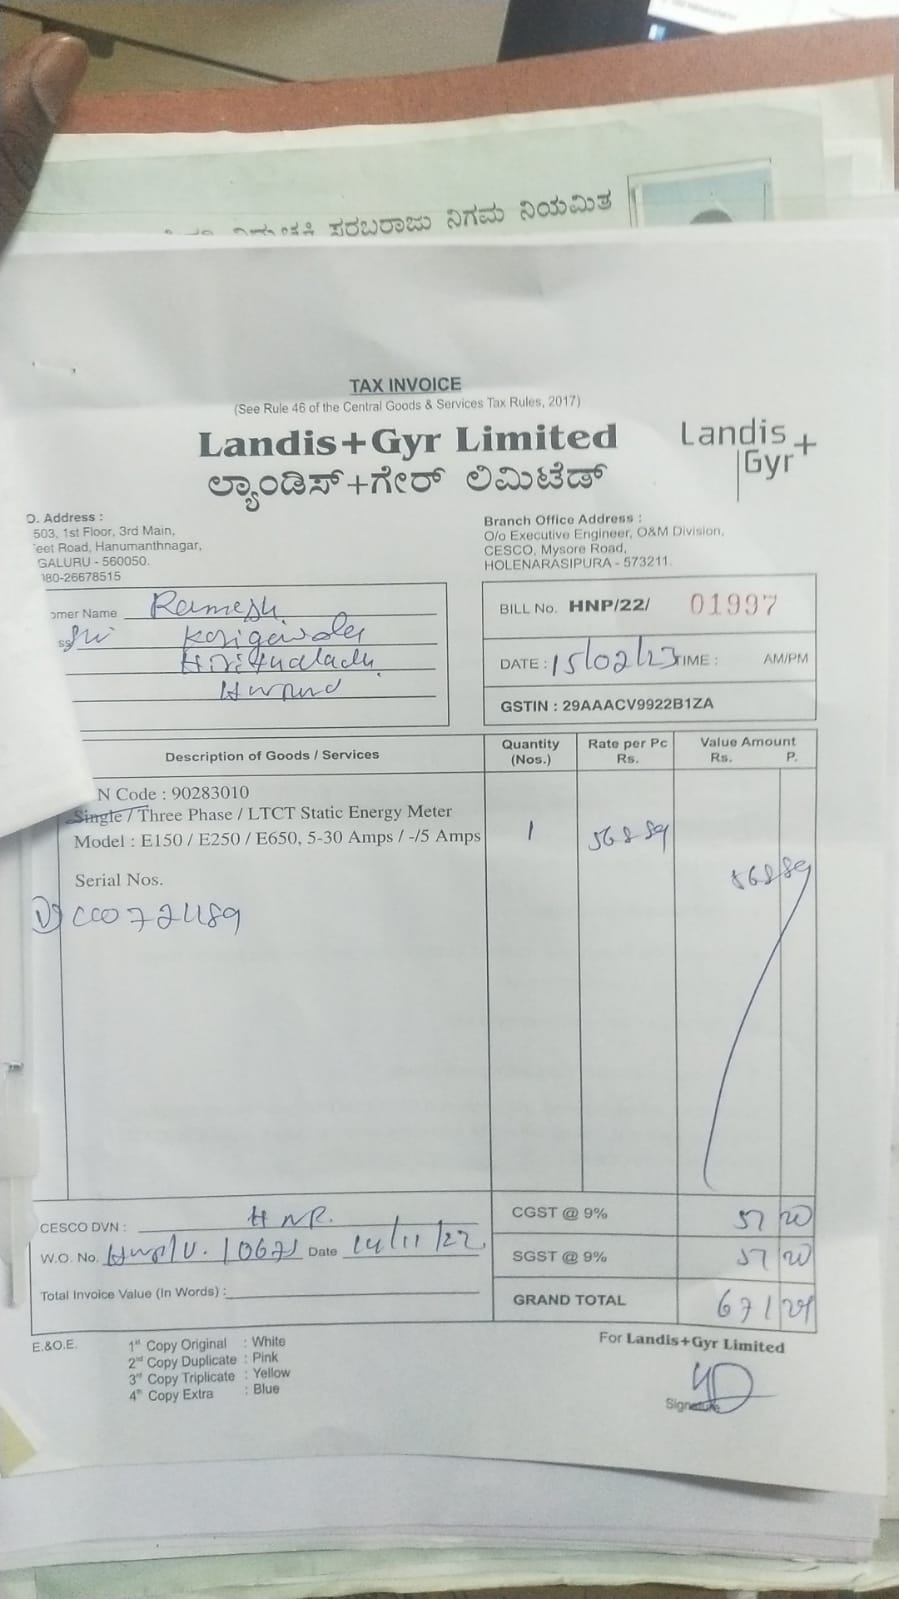 ಸರಬರಾಜು ನಿಗಮ ನಿಯಮಿತ
TAX INVOICE
(See Rule 46 of the Central Goods & Services Tax Rules, 2017)
Landis+Gyr Limited
ಲ್ಯಾಂಡಿಸ್+ಗೇರ್ ಲಿಮಿಟೆಡ್
Landis
Gyr+
O. Address :
503, 1st Floor, 3rd Main,
eet Road, Hanumanthnagar,
GALURU - 560050.
080-26678515
Branch Office Address :
O/o Executive Engineer, O&M Division,
CESCO, Mysore Road,
HOLENARASIPURA - 573211.
omer Name Ramesh
ss
BILL No. HNP/22/ 01997
DATE : 15/02/23 TIME : AM/PM
GSTIN : 29AAACV9922B1ZA
Description of Goods / Services
Quantity (Nos.)
Rate per Pc Rs.
Value Amount Rs. P.
N Code : 90283010
Single / Three Phase / LTCT Static Energy Meter
Model : E150 / E250 / E650, 5-30 Amps / -/5 Amps
1
568 89
568 89
Serial Nos.
CESCO DVN : HNR.
W.O. No. Date 14/11/22
Total Invoice Value (In Words) :
CGST @ 9% 51 20
SGST @ 9% 51 20
GRAND TOTAL 671 29
E.&O.E.
1st Copy Original : White
2nd Copy Duplicate : Pink
3rd Copy Triplicate : Yellow
4th Copy Extra : Blue
For Landis+Gyr Limited
Signature